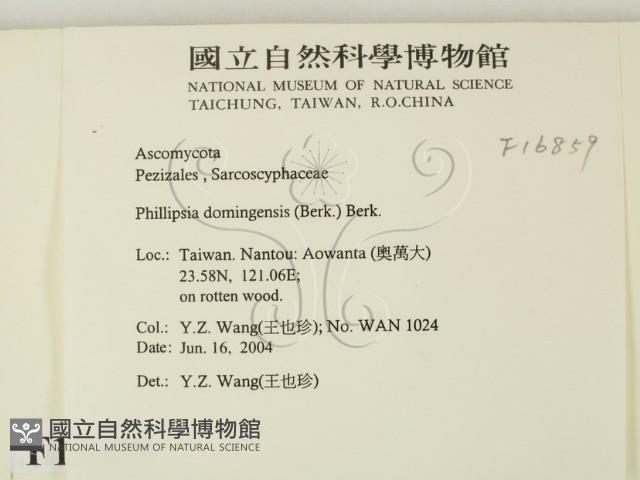 國立自然科學博物館
NATIONAL MUSEUM OF NATURAL SCIENCE
TAICHUNG, TAIWAN, R.O.CHINA
F16859
Ascomycota
Pezizales , Sarcoscyphaceae
Phillipsia domingensis (Berk.) Berk.
Loc.: Taiwan. Nantou: Aowanta (奧萬大)
23.58N, 121.06E;
on rotten wood.
Col.: Y.Z. Wang(王也珍); No. WAN 1024
Date: Jun. 16, 2004
Det.: Y.Z. Wang(王也珍)
國立自然科學博物館
NATIONAL MUSEUM OF NATURAL SCIENCE
F1